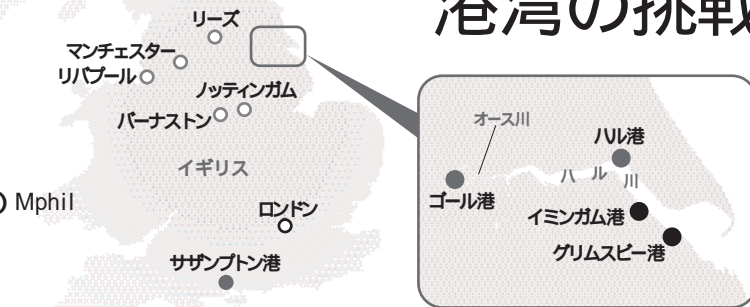 港湾の挑戦
リーズ
マンチェスター
リバプール
ノッティンガム
バーナストン
イギリス
Mphil
ロンドン
サザンプトン港
オース川
ハル港
ハル川
ゴール港
イミンガム港
グリムスビー港